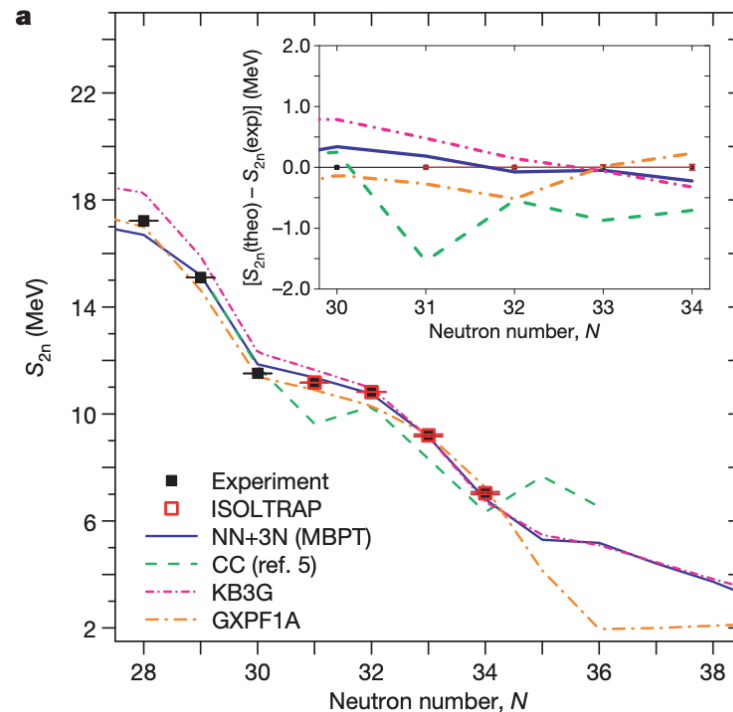 a
22
18
14
10
6
2
S2n (MeV)
28
30
32
34
36
38
Neutron number, N
Experiment
ISOLTRAP
NN+3N (MBPT)
CC (ref. 5)
KB3G
GXPF1A
2.0
1.0
0.0
−1.0
−2.0
[S2n(theo) − S2n(exp)] (MeV)
30
31
32
33
34
Neutron number, N